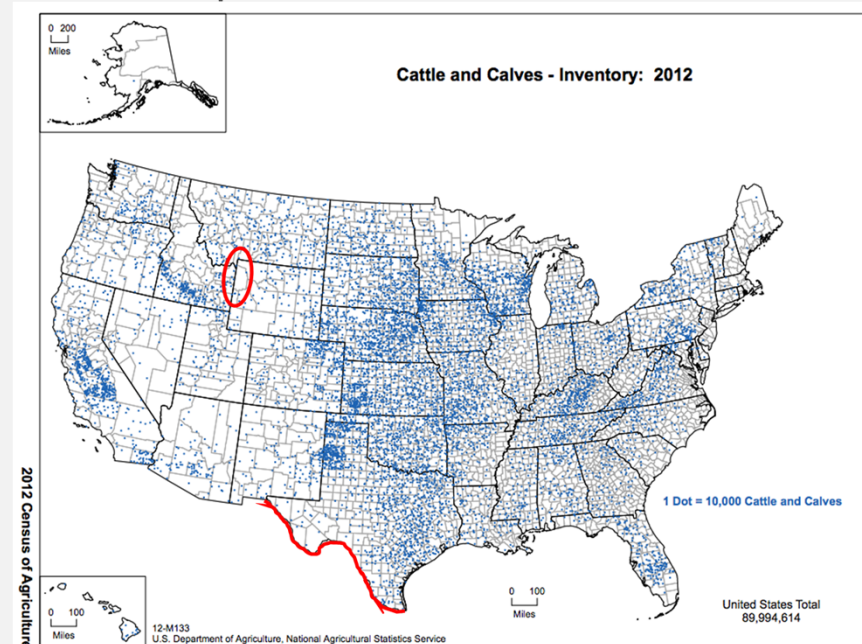 0 200
Miles
Cattle and Calves - Inventory: 2012
1 Dot = 10,000 Cattle and Calves
2012 Census of Agriculture
0 100
Miles
12-M133
U.S. Department of Agriculture, National Agricultural Statistics Service
0 100
Miles
United States Total
89,994,614